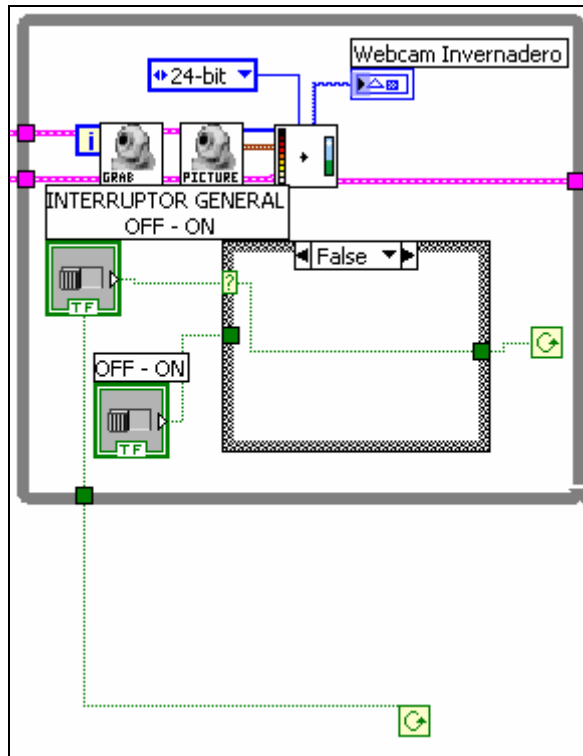 Webcam Invernadero
24-bit
i
GRAB
PICTURE
INTERRUPTOR GENERAL
OFF - ON
False
?
TF
OFF - ON
TF